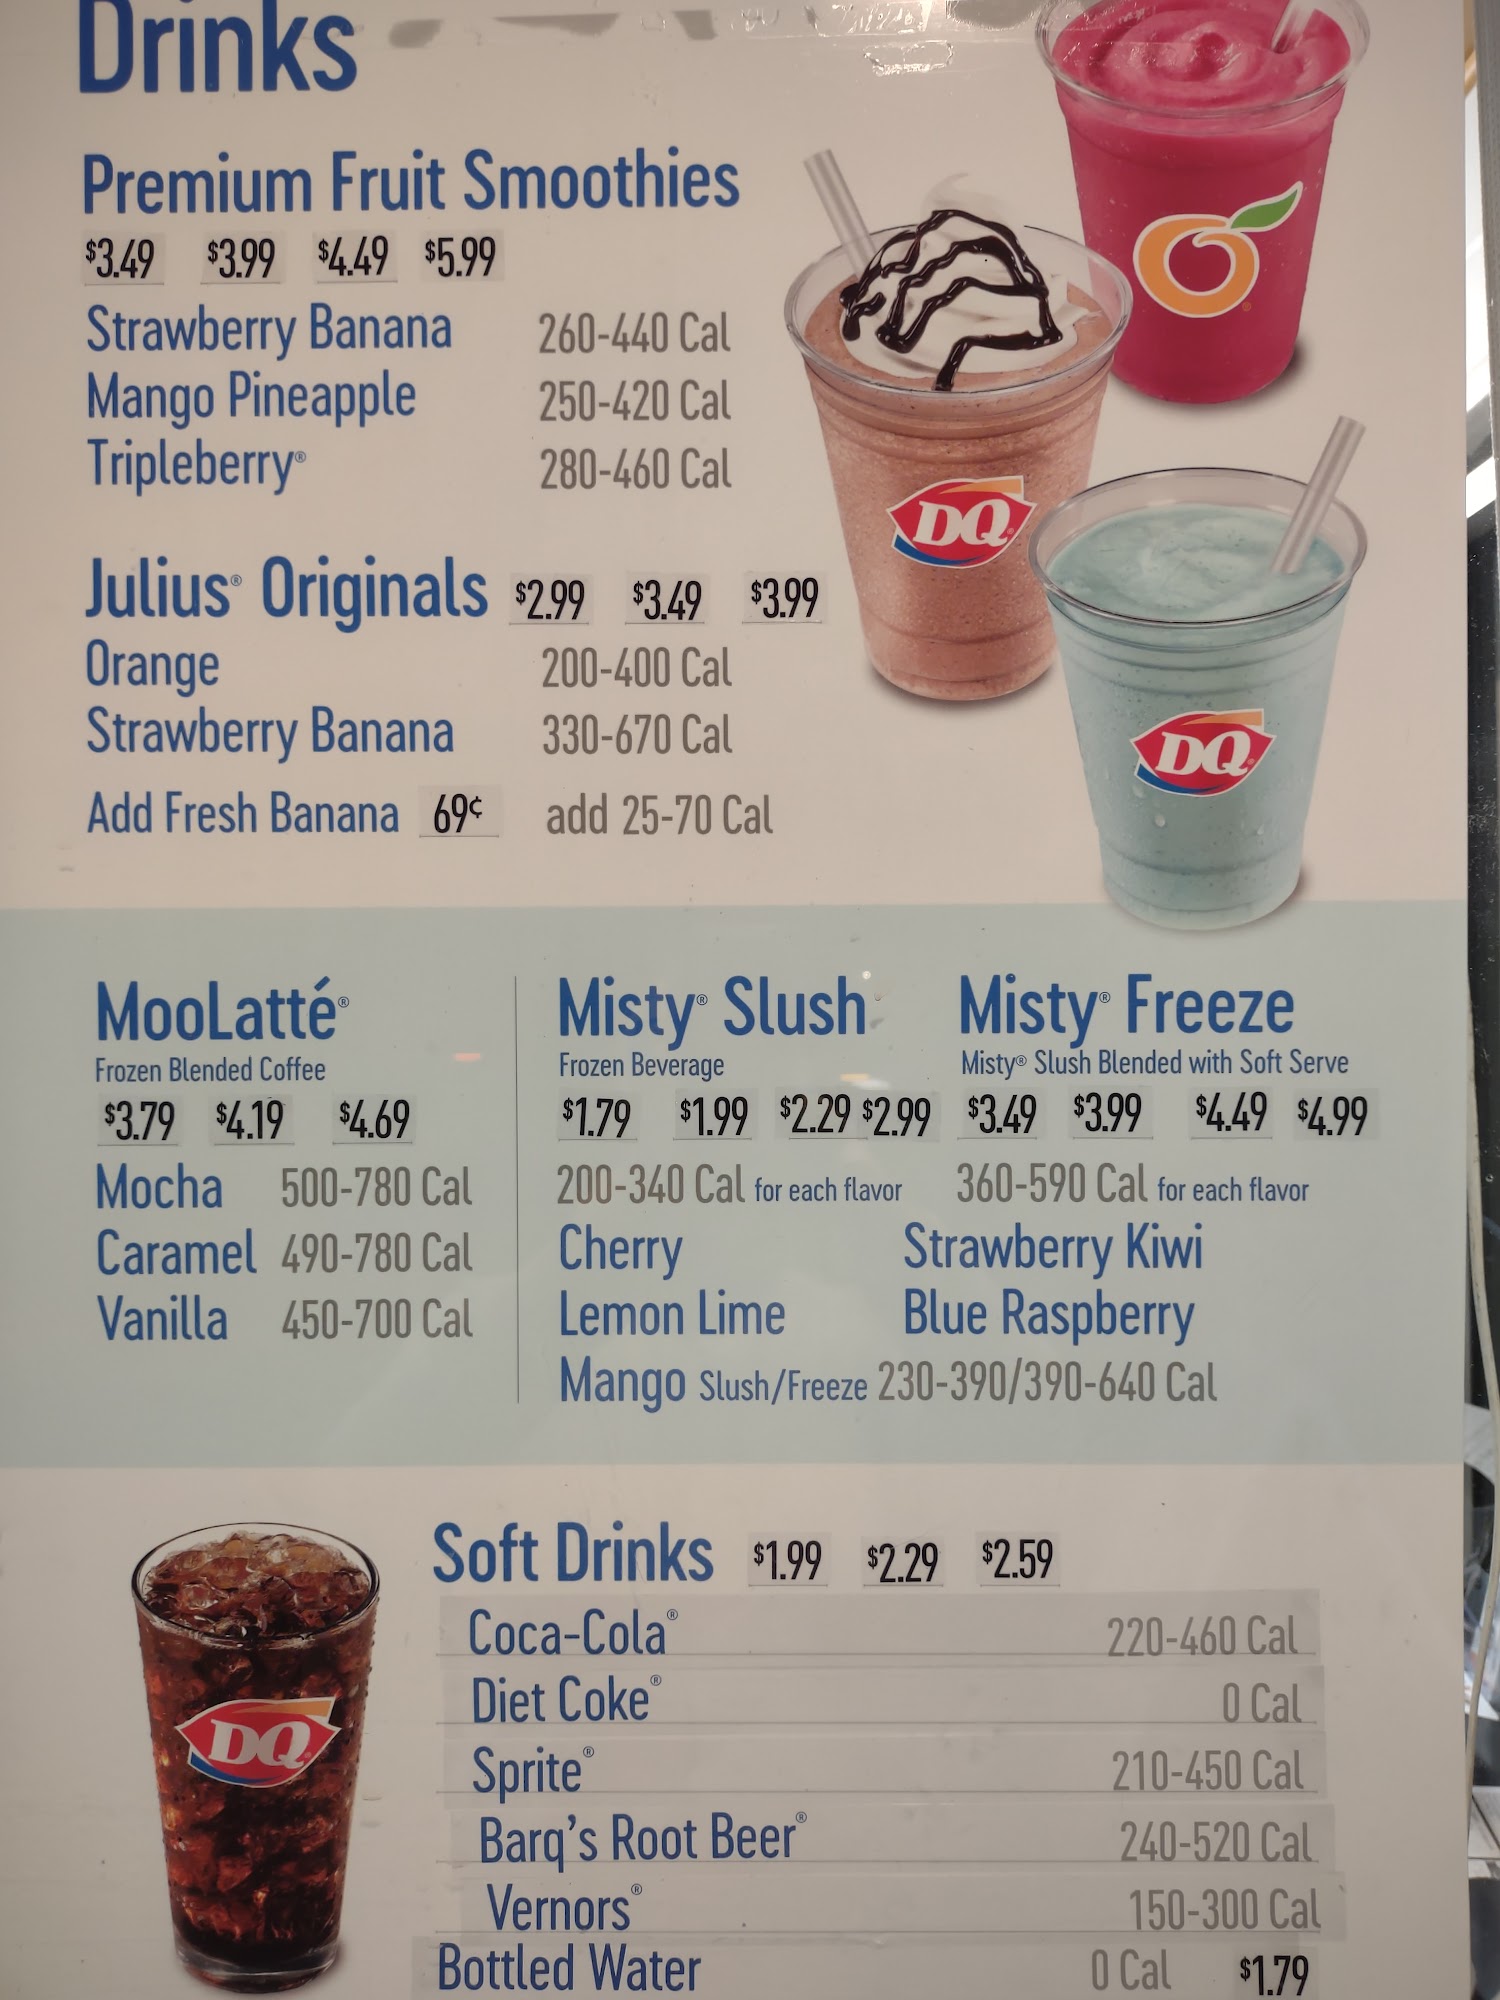 Drinks
Premium Fruit Smoothies
$3.49 $3.99 $4.49 $5.99
Strawberry Banana 260-440 Cal
Mango Pineapple 250-420 Cal
Tripleberry® 280-460 Cal
Julius® Originals $2.99 $3.49 $3.99
Orange 200-400 Cal
Strawberry Banana 330-670 Cal
Add Fresh Banana 69¢ add 25-70 Cal
DQ®
DQ®
MooLatté®
Frozen Blended Coffee
$3.79 $4.19 $4.69
Mocha 500-780 Cal
Caramel 490-780 Cal
Vanilla 450-700 Cal
Misty® Slush
Frozen Beverage
$1.79 $1.99 $2.29 $2.99
200-340 Cal for each flavor
Misty® Freeze
Misty® Slush Blended with Soft Serve
$3.49 $3.99 $4.49 $4.99
360-590 Cal for each flavor
Cherry Strawberry Kiwi
Lemon Lime Blue Raspberry
Mango Slush/Freeze 230-390/390-640 Cal
DQ®
Soft Drinks $1.99 $2.29 $2.59
Coca-Cola® 220-460 Cal
Diet Coke® 0 Cal
Sprite® 210-450 Cal
Barq's Root Beer® 240-520 Cal
Vernors® 150-300 Cal
Bottled Water 0 Cal $1.79